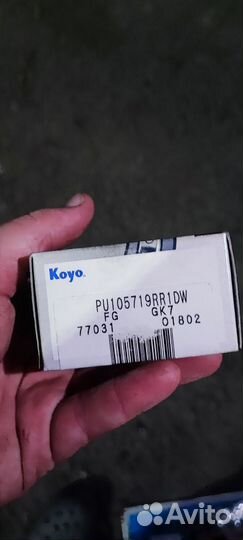 Koyo.
PU105719RR1DW
FG GK7
77031 01802
Avito